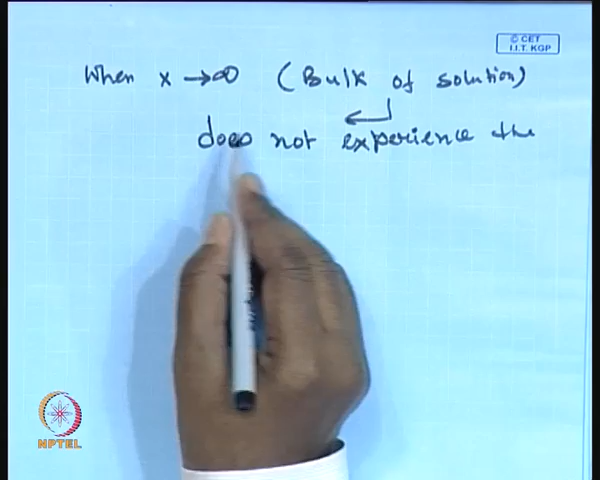 © CET
I.I.T. KGP
When x → ∞ (Bulk of solution)
does not experience the
NPTEL